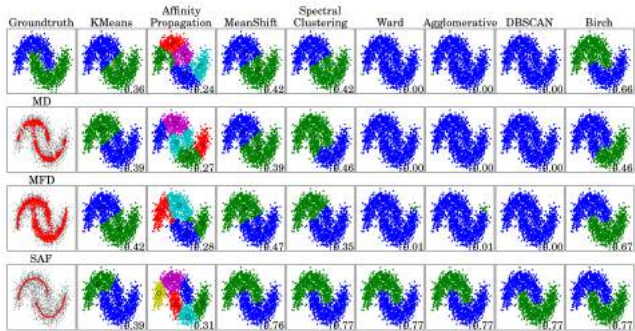 Groundtruth KMeans Affinity Propagation MeanShift Spectral Clustering Ward Agglomerative DBSCAN Birch
0.36 0.24 0.42 0.42 0.00 0.00 0.00 0.66
MD
0.39 0.27 0.39 0.46 0.00 0.00 0.00 0.46
MFD
0.42 0.28 0.47 0.35 0.01 0.01 0.00 0.67
SAF
0.39 0.31 0.76 0.77 0.77 0.77 0.77 0.77